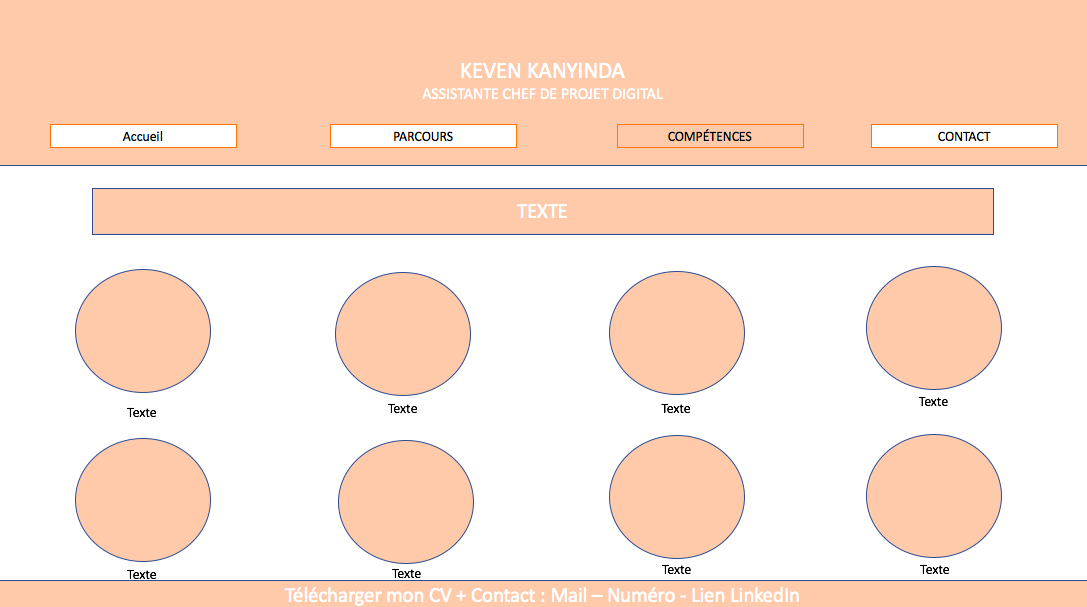 KEVEN KANYINDA
ASSISTANTE CHEF DE PROJET DIGITAL
Accueil
PARCOURS
COMPÉTENCES
CONTACT
TEXTE
Texte
Texte
Texte
Texte
Texte
Texte
Texte
Texte
Télécharger mon CV + Contact : Mail – Numéro - Lien LinkedIn